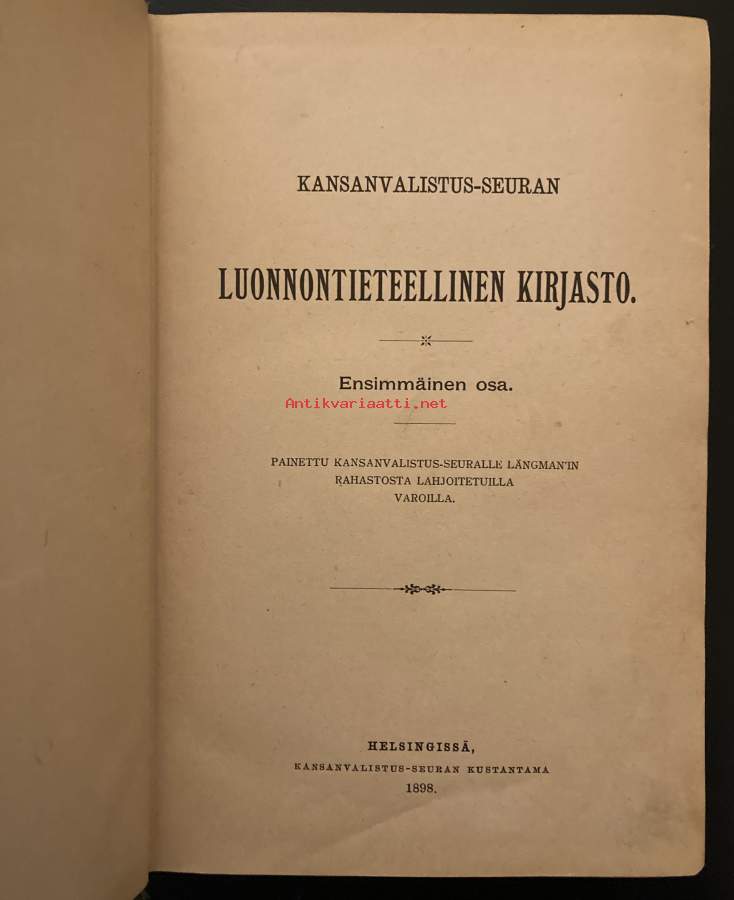 KANSANVALISTUS-SEURAN
LUONNONTIETEELLINEN KIRJASTO.
Ensimmäinen osa.
Antikvariaatti.net
PAINETTU KANSANVALISTUS-SEURALLE LÄNGMAN'IN
RAHASTOSTA LAHJOITETUILLA
VAROILLA.
HELSINGISSÄ,
KANSANVALISTUS-SEURAN KUSTANTAMA
1898.